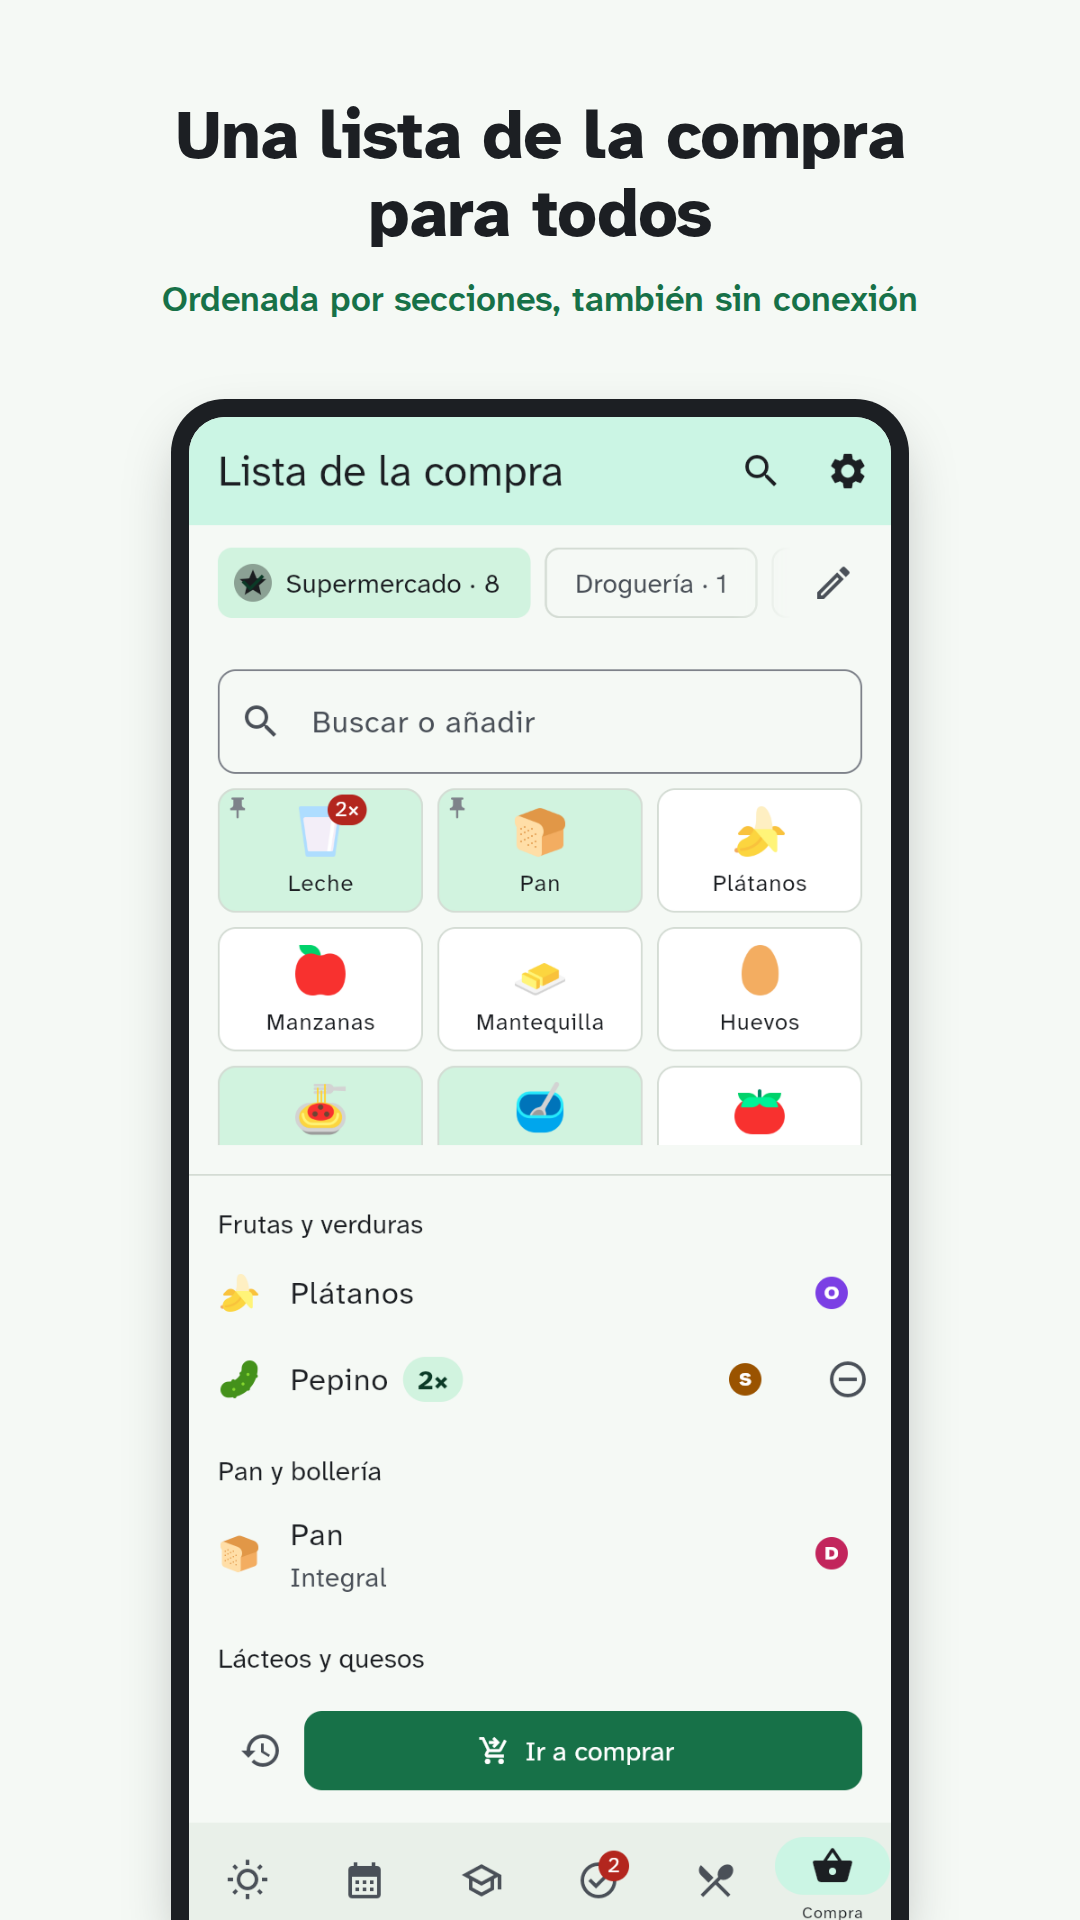 Una lista de la compra
para todos
Ordenada por secciones, también sin conexión
Lista de la compra
Supermercado · 8
Droguería · 1
Buscar o añadir
2×
Leche
Pan
Plátanos
Manzanas
Mantequilla
Huevos
Frutas y verduras
Plátanos
O
Pepino 2×
S
Pan y bollería
Pan
D
Integral
Lácteos y quesos
Ir a comprar
2
Compra